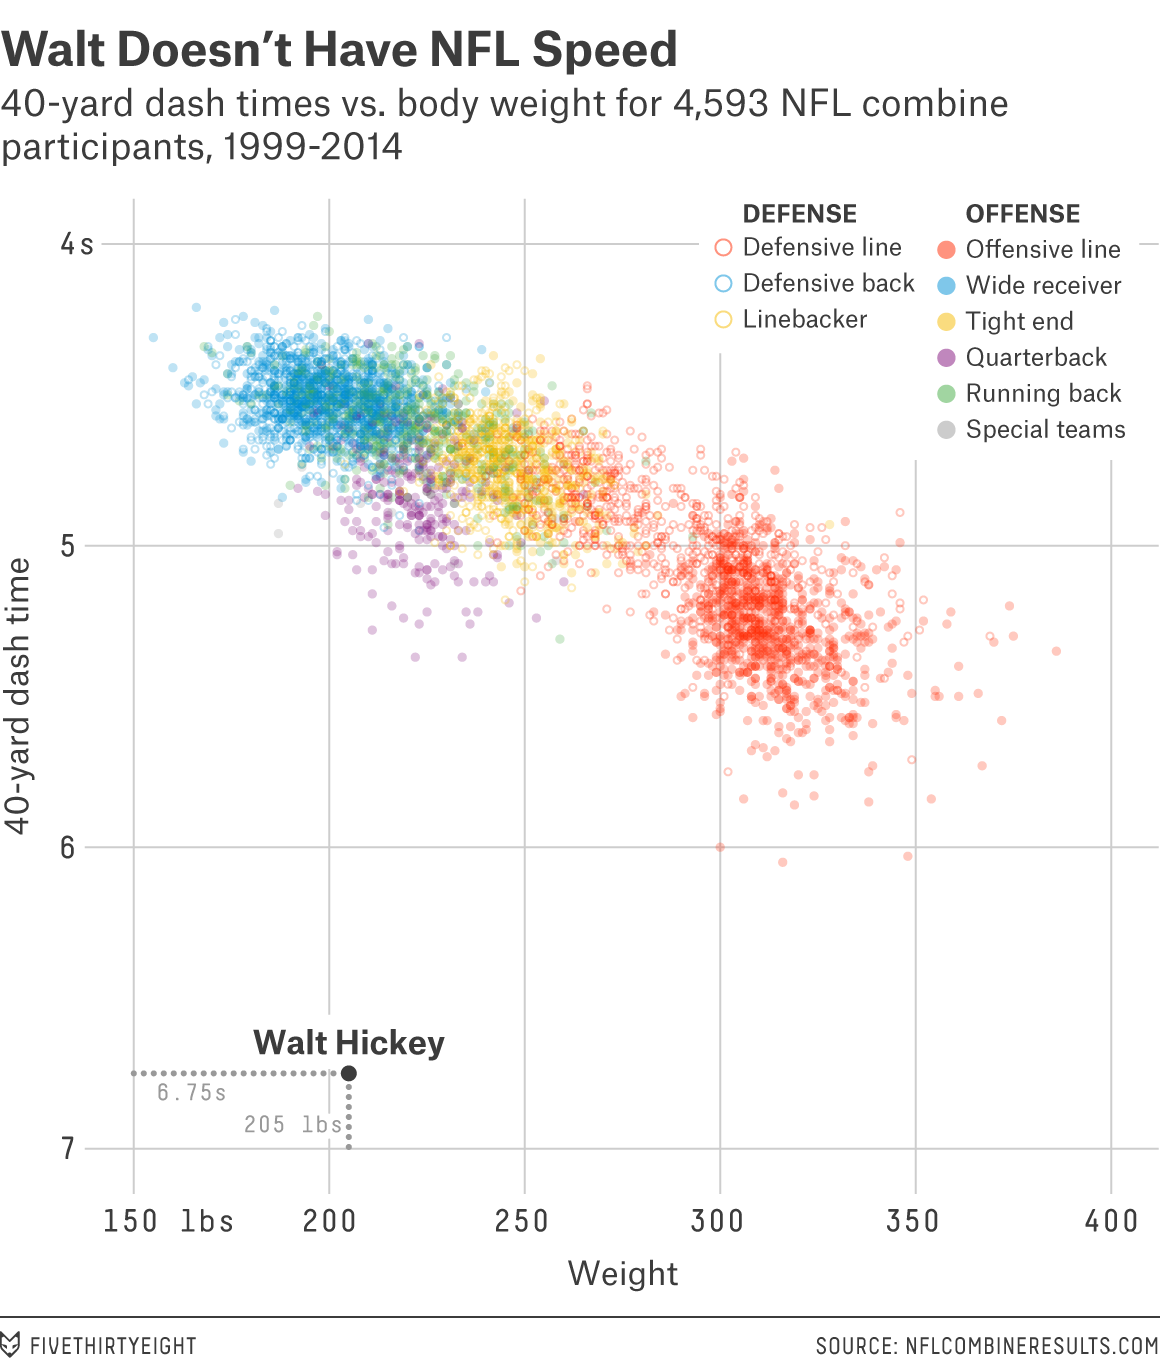 Walt Doesn’t Have NFL Speed
40-yard dash times vs. body weight for 4,593 NFL combine
participants, 1999-2014
DEFENSE
Defensive line
Defensive back
Linebacker
OFFENSE
Offensive line
Wide receiver
Tight end
Quarterback
Running back
Special teams
4s
5
6
7
40-yard dash time
Walt Hickey
6.75s
205 lbs
150 lbs 200 250 300 350 400
Weight
FIVETHIRTYEIGHT SOURCE: NFLCOMBINERESULTS.COM